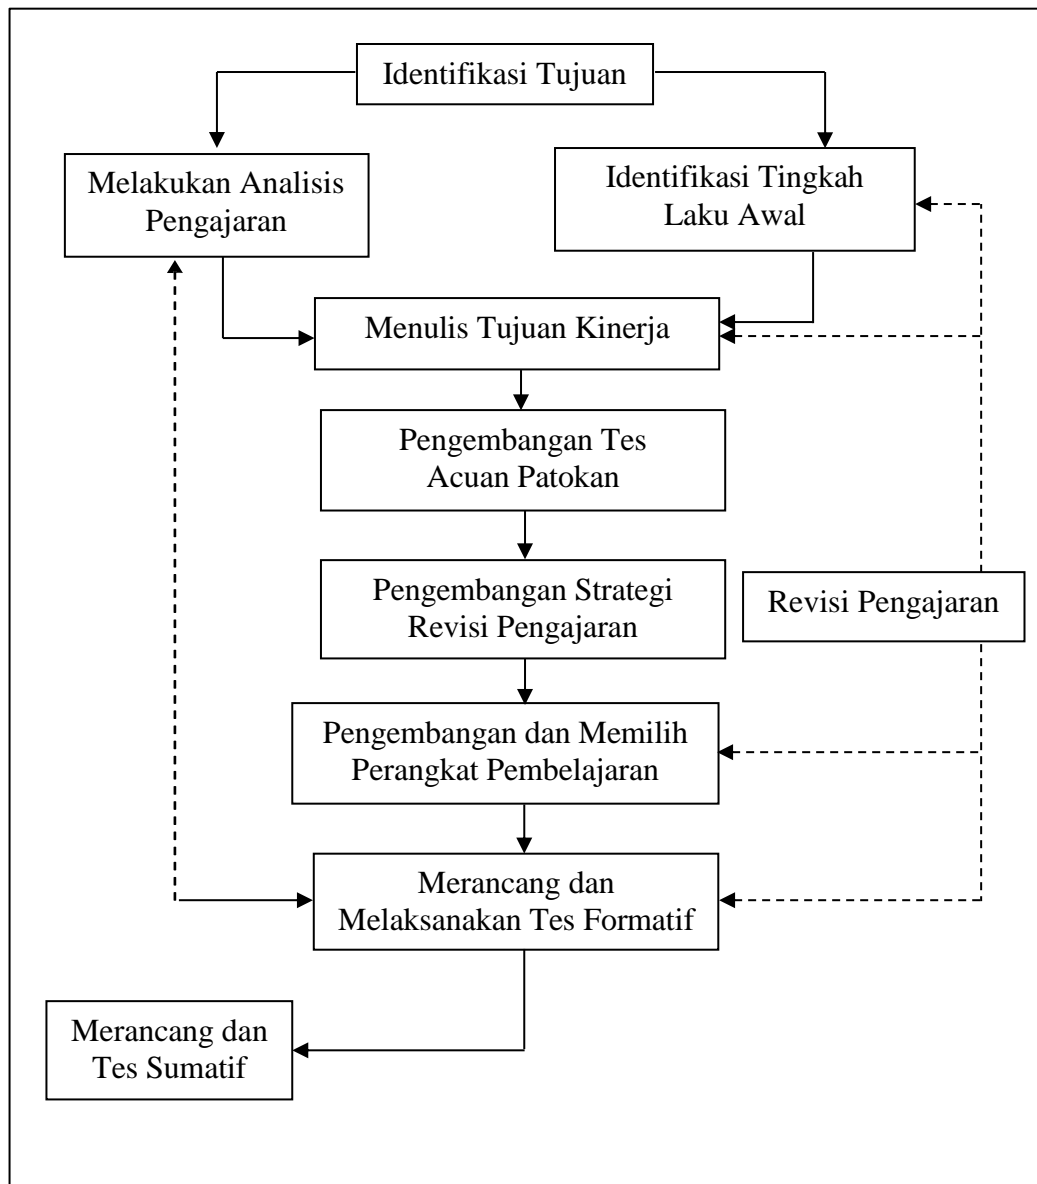 Identifikasi Tujuan
Melakukan Analisis
Pengajaran
Identifikasi Tingkah
Laku Awal
Menulis Tujuan Kinerja
Pengembangan Tes
Acuan Patokan
Pengembangan Strategi
Revisi Pengajaran
Revisi Pengajaran
Pengembangan dan Memilih
Perangkat Pembelajaran
Merancang dan
Melaksanakan Tes Formatif
Merancang dan
Tes Sumatif